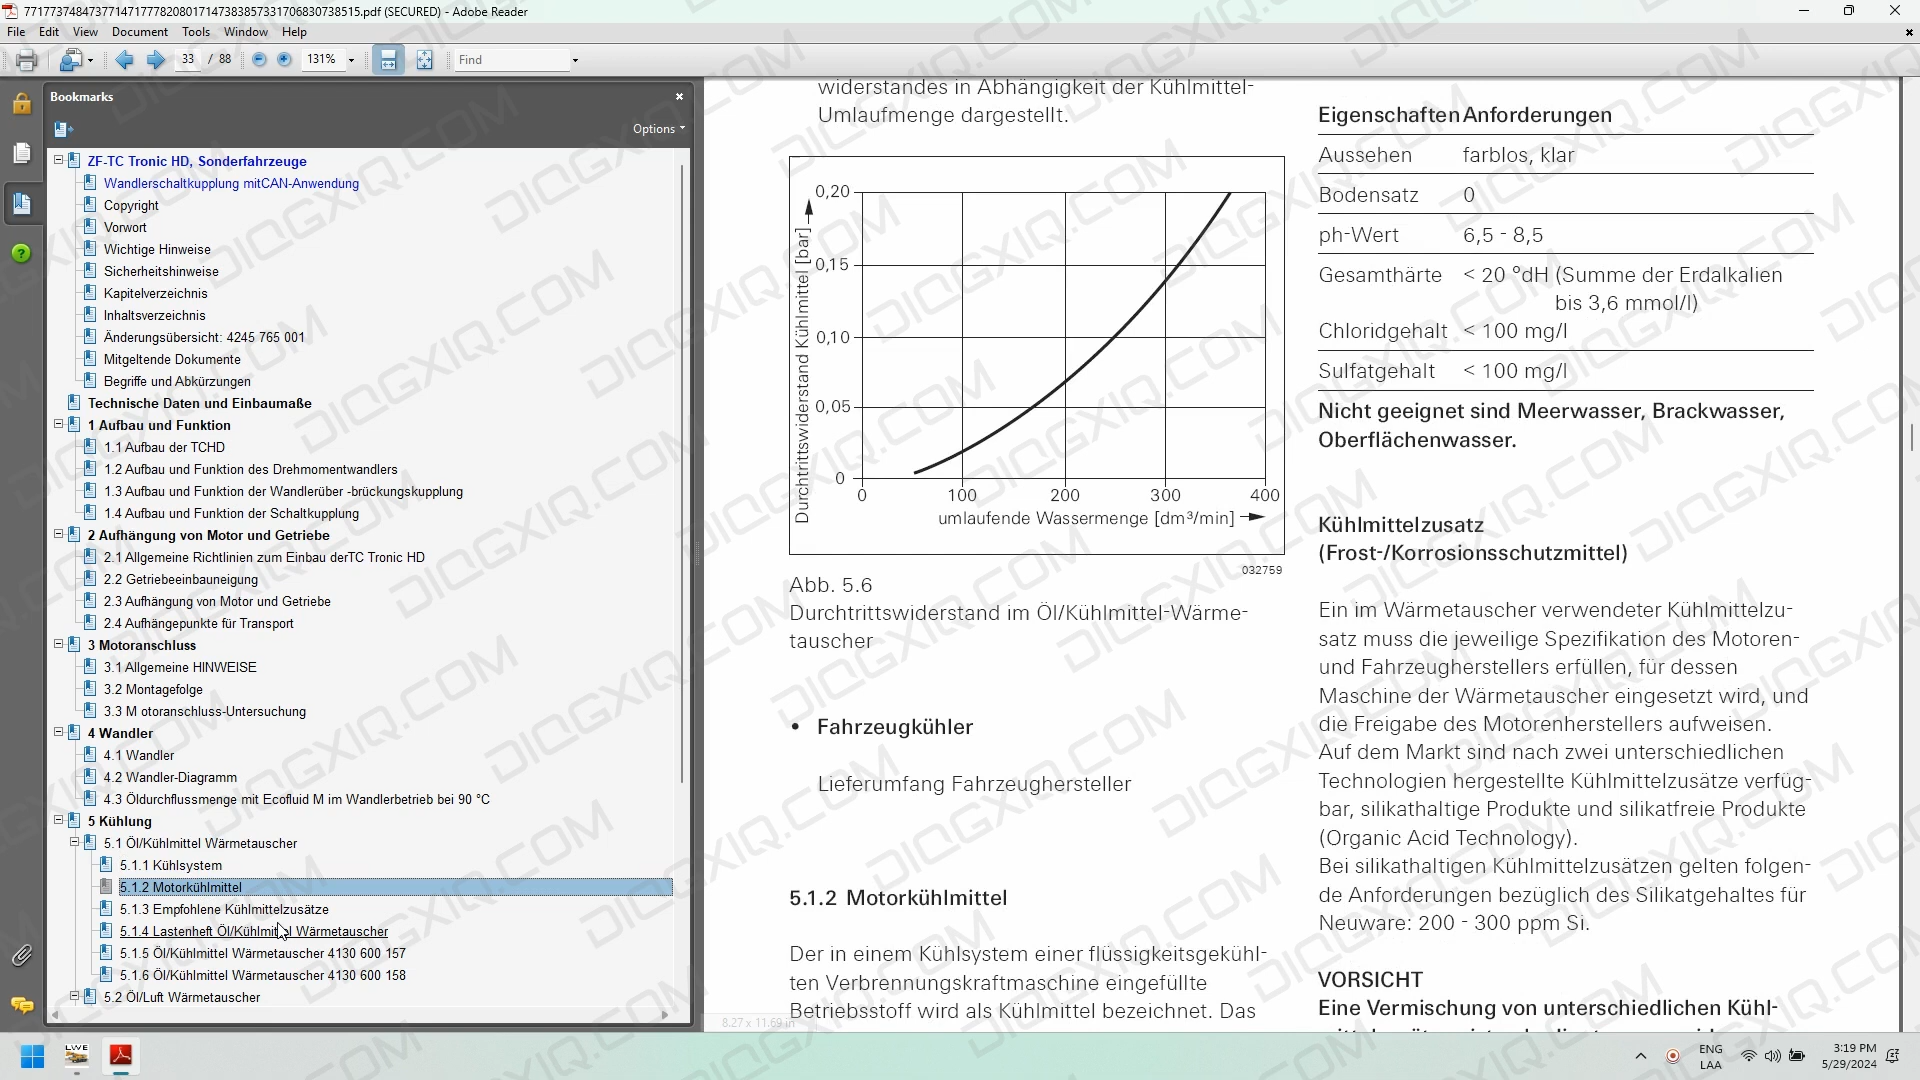 7717737484737714717778208017147383857331706830738515.pdf (SECURED) - Adobe Reader
File Edit View Document Tools Window Help
33 / 88 131% Find
Bookmarks
Options
ZF-TC Tronic HD, Sonderfahrzeuge
Wandlerschaltkupplung mitCAN-Anwendung
Copyright
Vorwort
Wichtige Hinweise
Sicherheitshinweise
Kapitelverzeichnis
Inhaltsverzeichnis
Änderungsübersicht: 4245 765 001
Mitgeltende Dokumente
Begriffe und Abkürzungen
Technische Daten und Einbaumaße
1 Aufbau und Funktion
1.1 Aufbau der TCHD
1.2 Aufbau und Funktion des Drehmomentwandlers
1.3 Aufbau und Funktion der Wandlerüber -brückungskupplung
1.4 Aufbau und Funktion der Schaltkupplung
2 Aufhängung von Motor und Getriebe
2.1 Allgemeine Richtlinien zum Einbau derTC Tronic HD
2.2 Getriebeeinbauneigung
2.3 Aufhängung von Motor und Getriebe
2.4 Aufhängepunkte für Transport
3 Motoranschluss
3.1 Allgemeine HINWEISE
3.2 Montagefolge
3.3 M otoranschluss-Untersuchung
4 Wandler
4.1 Wandler
4.2 Wandler-Diagramm
4.3 Öldurchflussmenge mit Ecofluid M im Wandlerbetrieb bei 90 °C
5 Kühlung
5.1 Öl/Kühlmittel Wärmetauscher
5.1.1 Kühlsystem
5.1.2 Motorkühlmittel
5.1.3 Empfohlene Kühlmittelzusätze
5.1.4 Lastenheft Öl/Kühlmittel Wärmetauscher
5.1.5 Öl/Kühlmittel Wärmetauscher 4130 600 157
5.1.6 Öl/Kühlmittel Wärmetauscher 4130 600 158
5.2 Öl/Luft Wärmetauscher
widerstandes in Abhängigkeit der Kühlmittel-
Umlaufmenge dargestellt.
Durchtrittswiderstand Kühlmittel [bar]
0,20
0,15
0,10
0,05
0
0 100 200 300 400
umlaufende Wassermenge [dm³/min]
032759
Abb. 5.6
Durchtrittswiderstand im Öl/Kühlmittel-Wärme-
tauscher
• Fahrzeugkühler
Lieferumfang Fahrzeughersteller
5.1.2 Motorkühlmittel
Der in einem Kühlsystem einer flüssigkeitsgekühl-
ten Verbrennungskraftmaschine eingefüllte
Betriebsstoff wird als Kühlmittel bezeichnet. Das
8.27 x 11.69 in
Eigenschaften Anforderungen
Aussehen farblos, klar
Bodensatz 0
ph-Wert 6,5 - 8,5
Gesamthärte < 20 °dH (Summe der Erdalkalien
bis 3,6 mmol/l)
Chloridgehalt < 100 mg/l
Sulfatgehalt < 100 mg/l
Nicht geeignet sind Meerwasser, Brackwasser,
Oberflächenwasser.
Kühlmittelzusatz
(Frost-/Korrosionsschutzmittel)
Ein im Wärmetauscher verwendeter Kühlmittelzu-
satz muss die jeweilige Spezifikation des Motoren-
und Fahrzeugherstellers erfüllen, für dessen
Maschine der Wärmetauscher eingesetzt wird, und
die Freigabe des Motorenherstellers aufweisen.
Auf dem Markt sind nach zwei unterschiedlichen
Technologien hergestellte Kühlmittelzusätze verfüg-
bar, silikathaltige Produkte und silikatfreie Produkte
(Organic Acid Technology).
Bei silikathaltigen Kühlmittelzusätzen gelten folgen-
de Anforderungen bezüglich des Silikatgehaltes für
Neuware: 200 - 300 ppm Si.
VORSICHT
Eine Vermischung von unterschiedlichen Kühl-
LWE
ENG
LAA
3:19 PM
5/29/2024
DIQGXIQ.COM